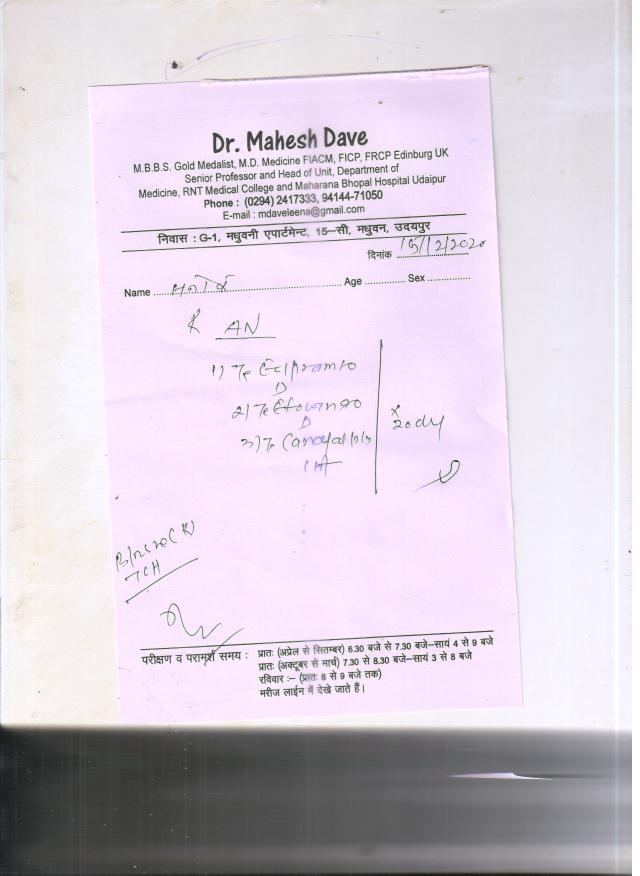 Dr. Mahesh Dave
M.B.B.S. Gold Medalist, M.D. Medicine FIACM, FICP, FRCP Edinburg UK
Senior Professor and Head of Unit, Department of
Medicine, RNT Medical College and Maharana Bhopal Hospital Udaipur
Phone : (0294) 2417333, 94144-71050
E-mail : mdaveleena@gmail.com
निवास : G-1, मधुवनी एपार्टमेन्ट, 15–सी, मधुवन, उदयपुर
दिनांक 15/12/2020
Name Age Sex
AN
1)
2)
3)
x 20 day
परीक्षण व परामर्श समय : प्रातः (अप्रेल से सितम्बर) 6.30 बजे से 7.30 बजे–सायं 4 से 9 बजे
प्रातः (अक्टूबर से मार्च) 7.30 से 8.30 बजे–सायं 3 से 8 बजे
रविवार :– (प्रातः 8 से 9 बजे तक)
मरीज लाईन में देखे जाते हैं।